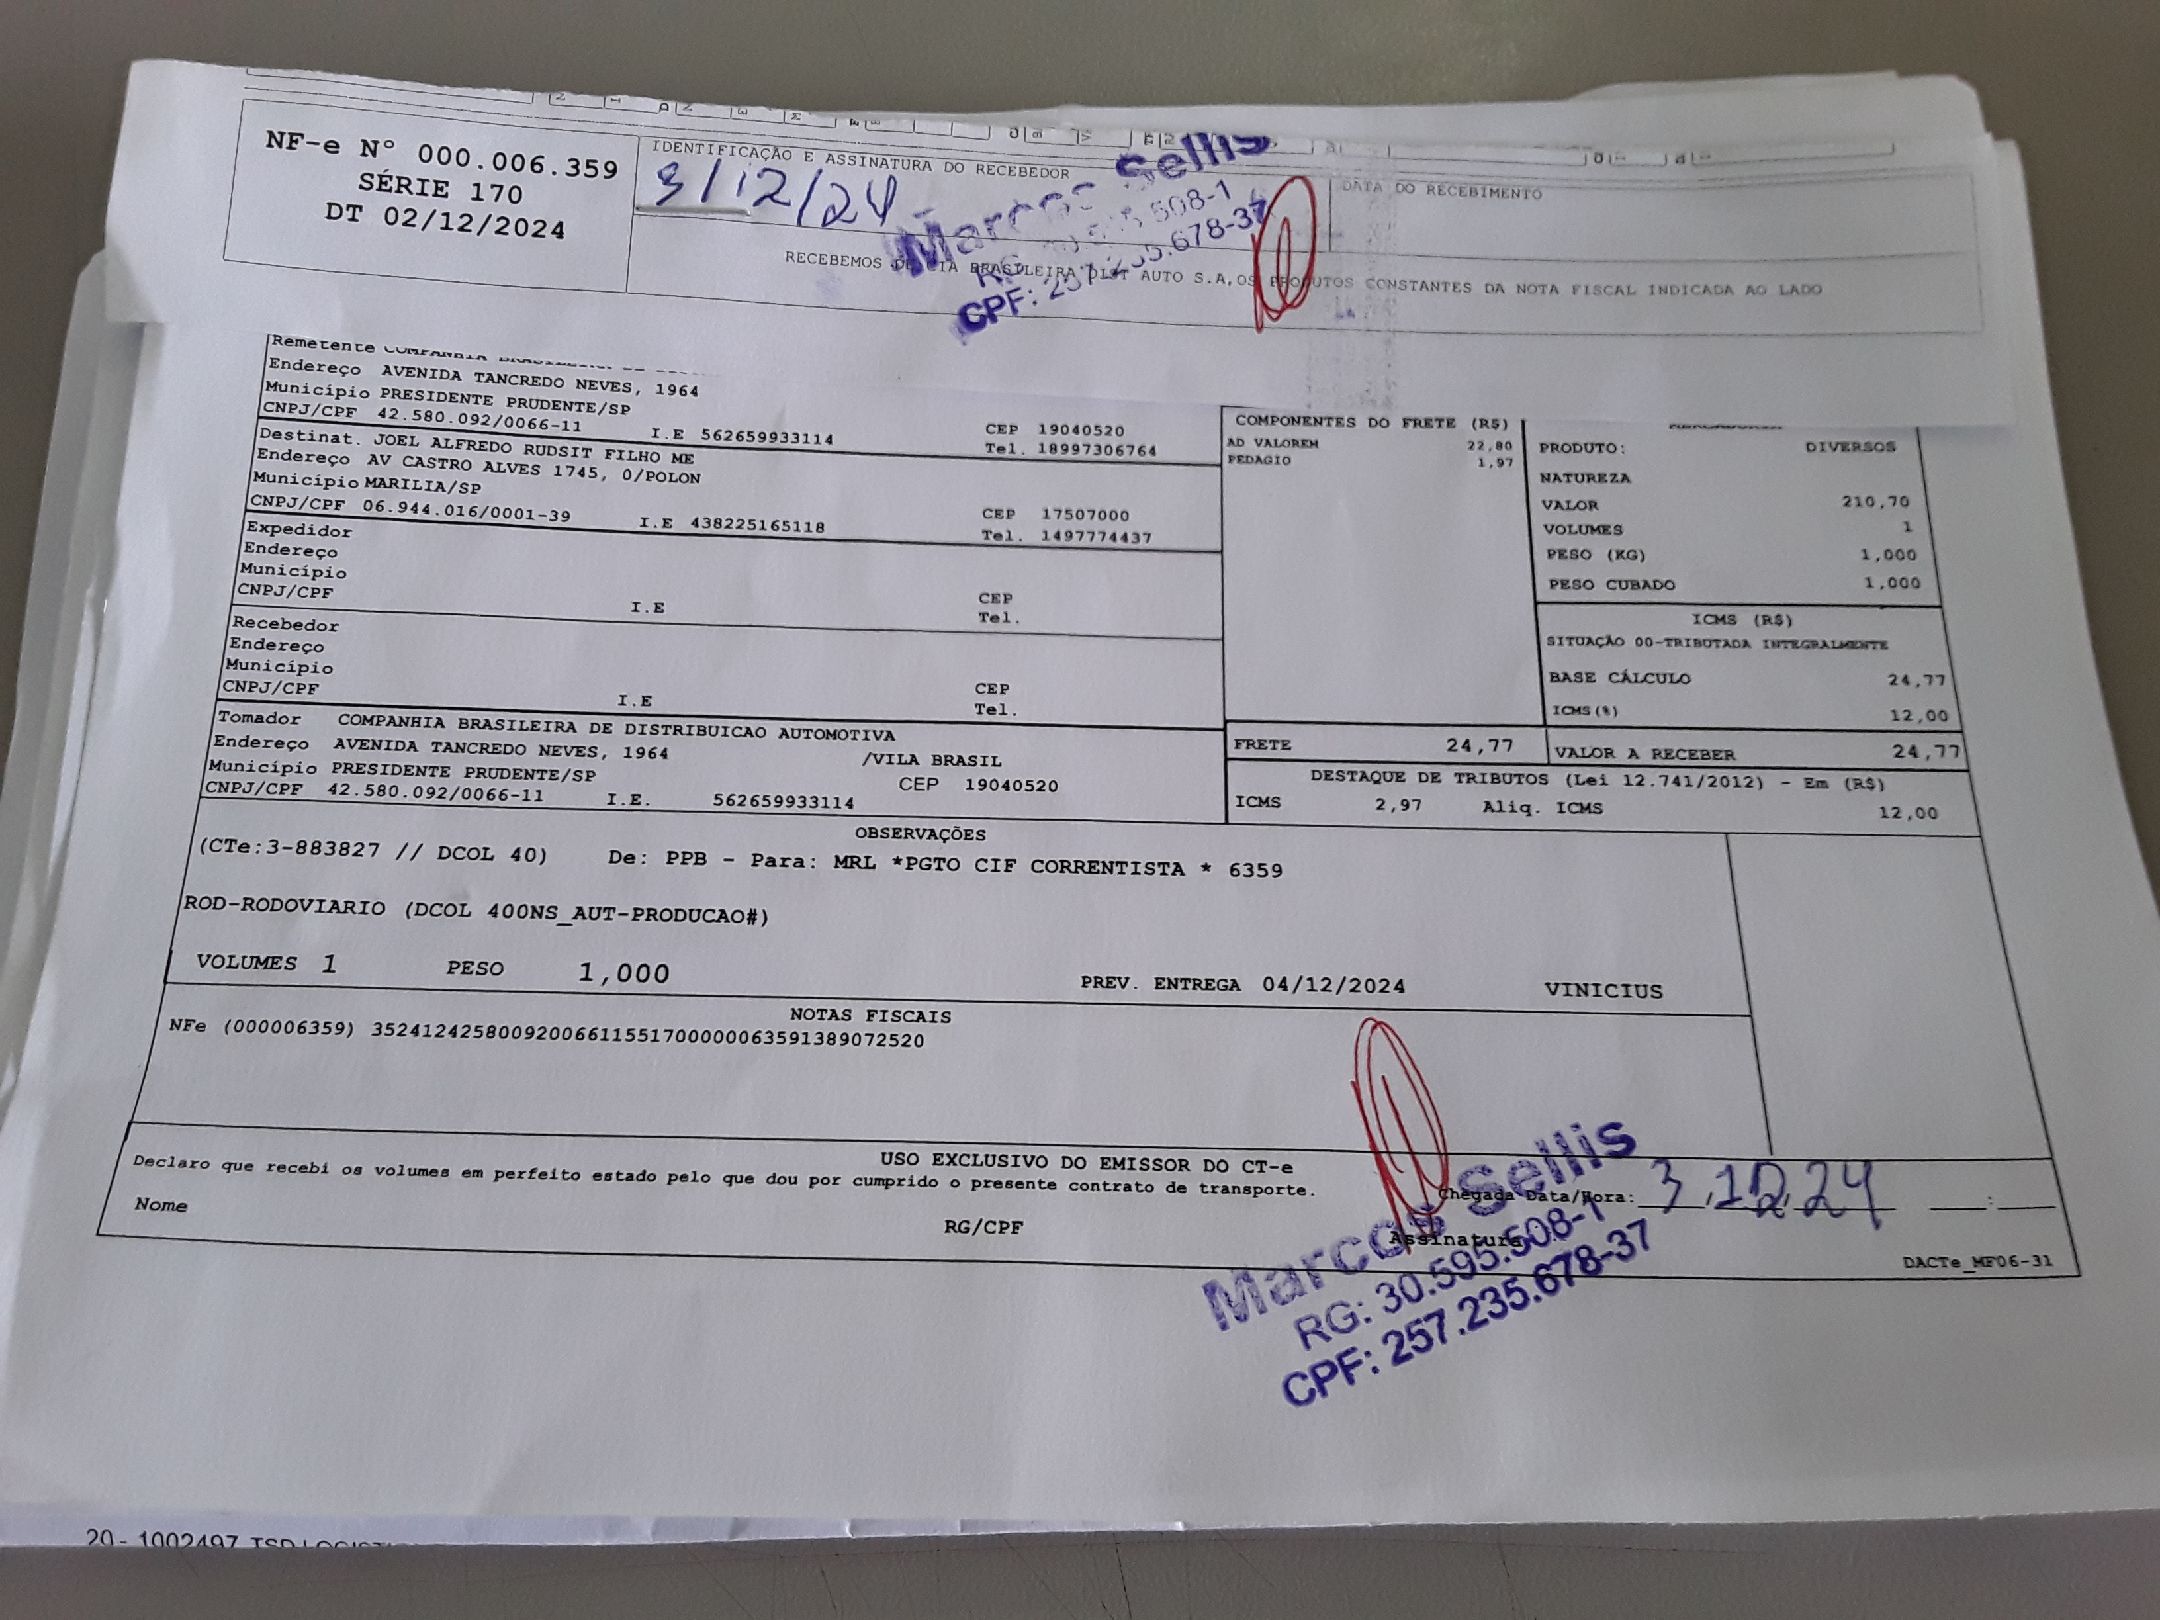 NF-e Nº 000.006.359
SÉRIE 170
DT 02/12/2024
IDENTIFICAÇÃO E ASSINATURA DO RECEBEDOR
3/12/24
Marcos Sellis
508-1
CPF: 257.235.678-37
DATA DO RECEBIMENTO
RECEBEMOS DE CIA BRASILEIRA DIST AUTO S.A,OS PRODUTOS CONSTANTES DA NOTA FISCAL INDICADA AO LADO
Remetente COMPANHIA
Endereço AVENIDA TANCREDO NEVES, 1964
Município PRESIDENTE PRUDENTE/SP
CNPJ/CPF 42.580.092/0066-11 I.E 562659933114 CEP 19040520
Tel. 18997306764
Destinat. JOEL ALFREDO RUDSIT FILHO ME
Endereço AV CASTRO ALVES 1745, 0/POLON
Município MARILIA/SP
CNPJ/CPF 06.944.016/0001-39 I.E 438225165118 CEP 17507000
Tel. 1497774437
Expedidor
Endereço
Município
CNPJ/CPF I.E CEP
Tel.
Recebedor
Endereço
Município
CNPJ/CPF I.E CEP
Tel.
Tomador COMPANHIA BRASILEIRA DE DISTRIBUICAO AUTOMOTIVA
Endereço AVENIDA TANCREDO NEVES, 1964 /VILA BRASIL
Município PRESIDENTE PRUDENTE/SP CEP 19040520
CNPJ/CPF 42.580.092/0066-11 I.E. 562659933114
COMPONENTES DO FRETE (R$)
AD VALOREM 22,80
PEDAGIO 1,97
PRODUTO: DIVERSOS
NATUREZA
VALOR 210,70
VOLUMES 1
PESO (KG) 1,000
PESO CUBADO 1,000
ICMS (R$)
SITUAÇÃO 00-TRIBUTADA INTEGRALMENTE
BASE CÁLCULO 24,77
ICMS(%) 12,00
FRETE 24,77 VALOR A RECEBER 24,77
DESTAQUE DE TRIBUTOS (Lei 12.741/2012) - Em (R$)
ICMS 2,97 Aliq. ICMS 12,00
OBSERVAÇÕES
(CTe:3-883827 // DCOL 40) De: PPB - Para: MRL *PGTO CIF CORRENTISTA * 6359
ROD-RODOVIARIO (DCOL 400NS_AUT-PRODUCAO#)
VOLUMES 1 PESO 1,000 PREV. ENTREGA 04/12/2024 VINICIUS
NOTAS FISCAIS
NFe (000006359) 35241242580092006611551700000063591389072520
USO EXCLUSIVO DO EMISSOR DO CT-e
Declaro que recebi os volumes em perfeito estado pelo que dou por cumprido o presente contrato de transporte.
Chegada Data/Hora: 3.12.24 :
Nome RG/CPF Assinatura
DACTe_MF06-31
Marcos Sellis
RG: 30.595.508-1
CPF: 257.235.678-37
20- 1002497